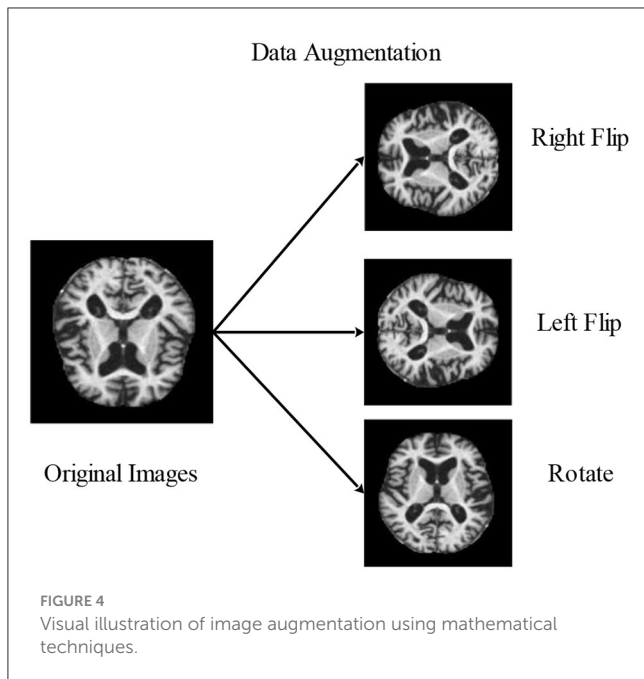 Data Augmentation
Right Flip
Left Flip
Original Images
Rotate
FIGURE 4
Visual illustration of image augmentation using mathematical
techniques.